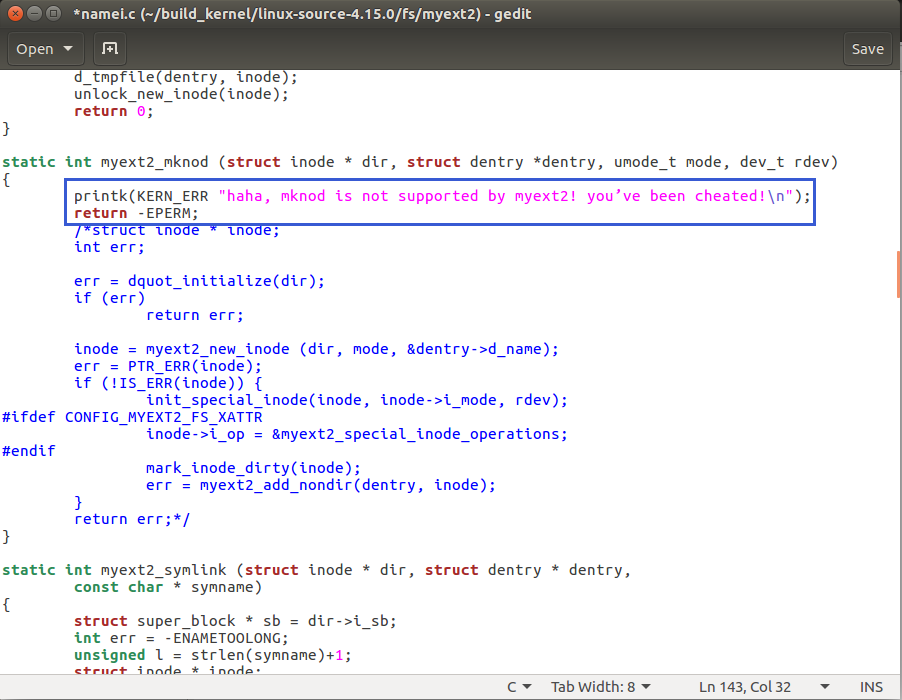 *namei.c (~/build_kernel/linux-source-4.15.0/fs/myext2) - gedit
Open Save
        d_tmpfile(dentry, inode);
        unlock_new_inode(inode);
        return 0;
}

static int myext2_mknod (struct inode * dir, struct dentry *dentry, umode_t mode, dev_t rdev)
{
        printk(KERN_ERR "haha, mknod is not supported by myext2! you’ve been cheated!\n");
        return -EPERM;
        /*struct inode * inode;
        int err;

        err = dquot_initialize(dir);
        if (err)
                return err;

        inode = myext2_new_inode (dir, mode, &dentry->d_name);
        err = PTR_ERR(inode);
        if (!IS_ERR(inode)) {
                init_special_inode(inode, inode->i_mode, rdev);
#ifdef CONFIG_MYEXT2_FS_XATTR
                inode->i_op = &myext2_special_inode_operations;
#endif
                mark_inode_dirty(inode);
                err = myext2_add_nondir(dentry, inode);
        }
        return err;*/
}

static int myext2_symlink (struct inode * dir, struct dentry * dentry,
        const char * symname)
{
        struct super_block * sb = dir->i_sb;
        int err = -ENAMETOOLONG;
        unsigned l = strlen(symname)+1;
        struct inode * inode;
C Tab Width: 8 Ln 143, Col 32 INS